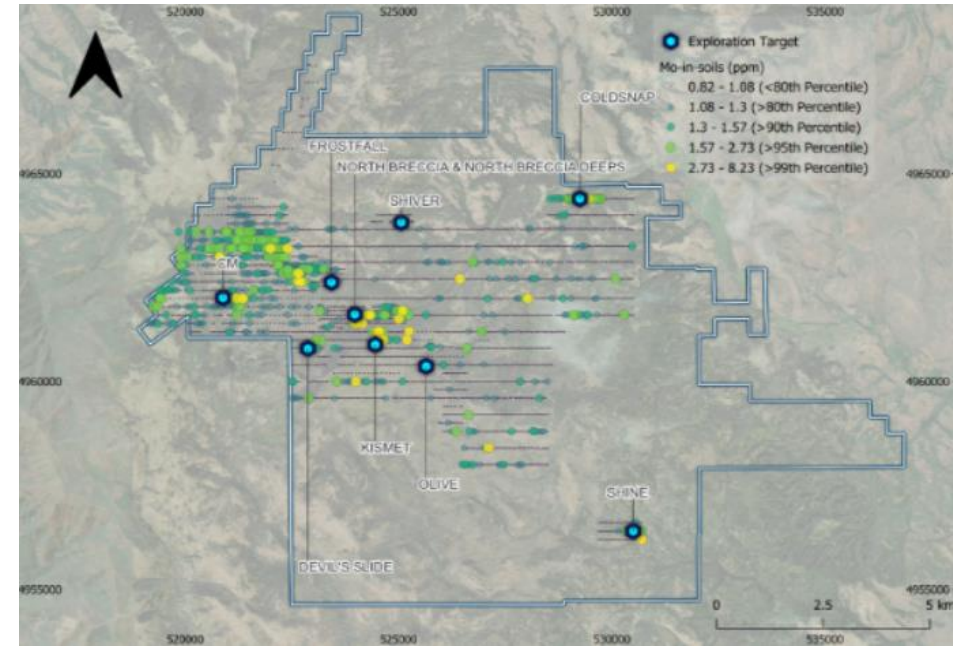 520000 525000 530000 535000
Exploration Target
Mo-in-soils (ppm)
0.82 - 1.08 (<80th Percentile)
1.08 - 1.3 (>80th Percentile)
1.3 - 1.57 (>90th Percentile)
1.57 - 2.73 (>95th Percentile)
2.73 - 8.23 (>99th Percentile)
COLDSNAP
FROSTFALL
NORTH BRECCIA & NORTH BRECCIA DEEPS
4965000 4965000
SHIVER
CM
4960000 4960000
KISMET
OLIVE
SHINE
DEVIL'S SLIDE
4955000 4955000
0 2.5 5 km
520000 525000 530000 535000